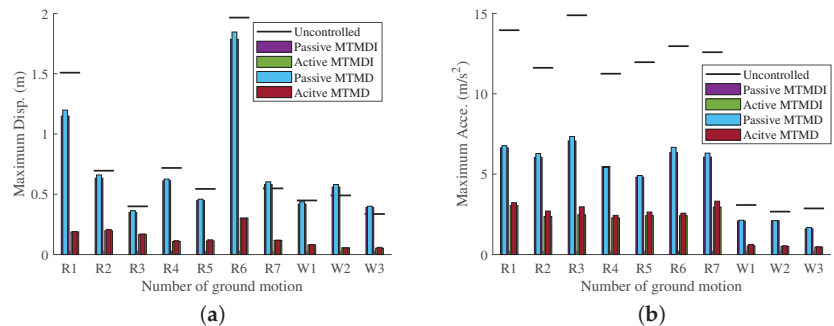 2
1.5
1
0.5
0
Maximum Disp. (m)
Uncontrolled
Passive MTMDI
Active MTMDI
Passive MTMD
Acitve MTMD
R1 R2 R3 R4 R5 R6 R7 W1 W2 W3
Number of ground motion
(a)
15
10
5
0
Maximum Acce. (m/s²)
Uncontrolled
Passive MTMDI
Active MTMDI
Passive MTMD
Acitve MTMD
R1 R2 R3 R4 R5 R6 R7 W1 W2 W3
Number of ground motion
(b)